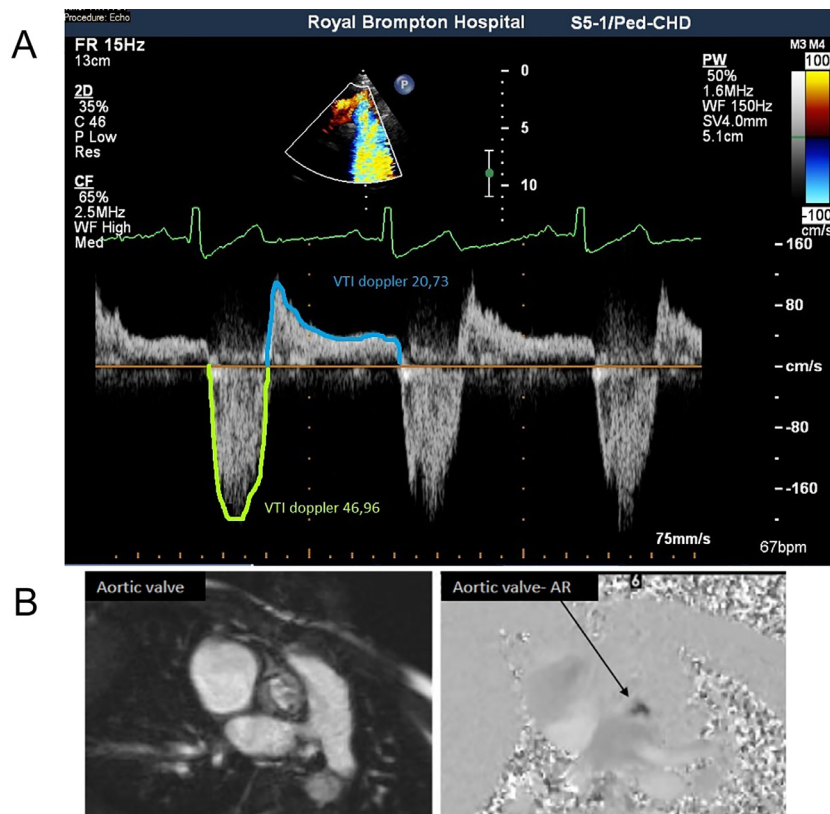 A
Procedure: Echo
Royal Brompton Hospital
S5-1/Ped-CHD
FR 15Hz
13cm
2D
35%
C 46
P Low
Res
CF
65%
2.5MHz
WF High
Med
P
0
5
10
PW
50%
1.6MHz
WF 150Hz
SV4.0mm
5.1cm
M3 M4
100
-100
cm/s
160
VTI doppler 20,73
80
cm/s
-80
-160
VTI doppler 46,96
75mm/s
67bpm
B
Aortic valve
Aortic valve- AR
6